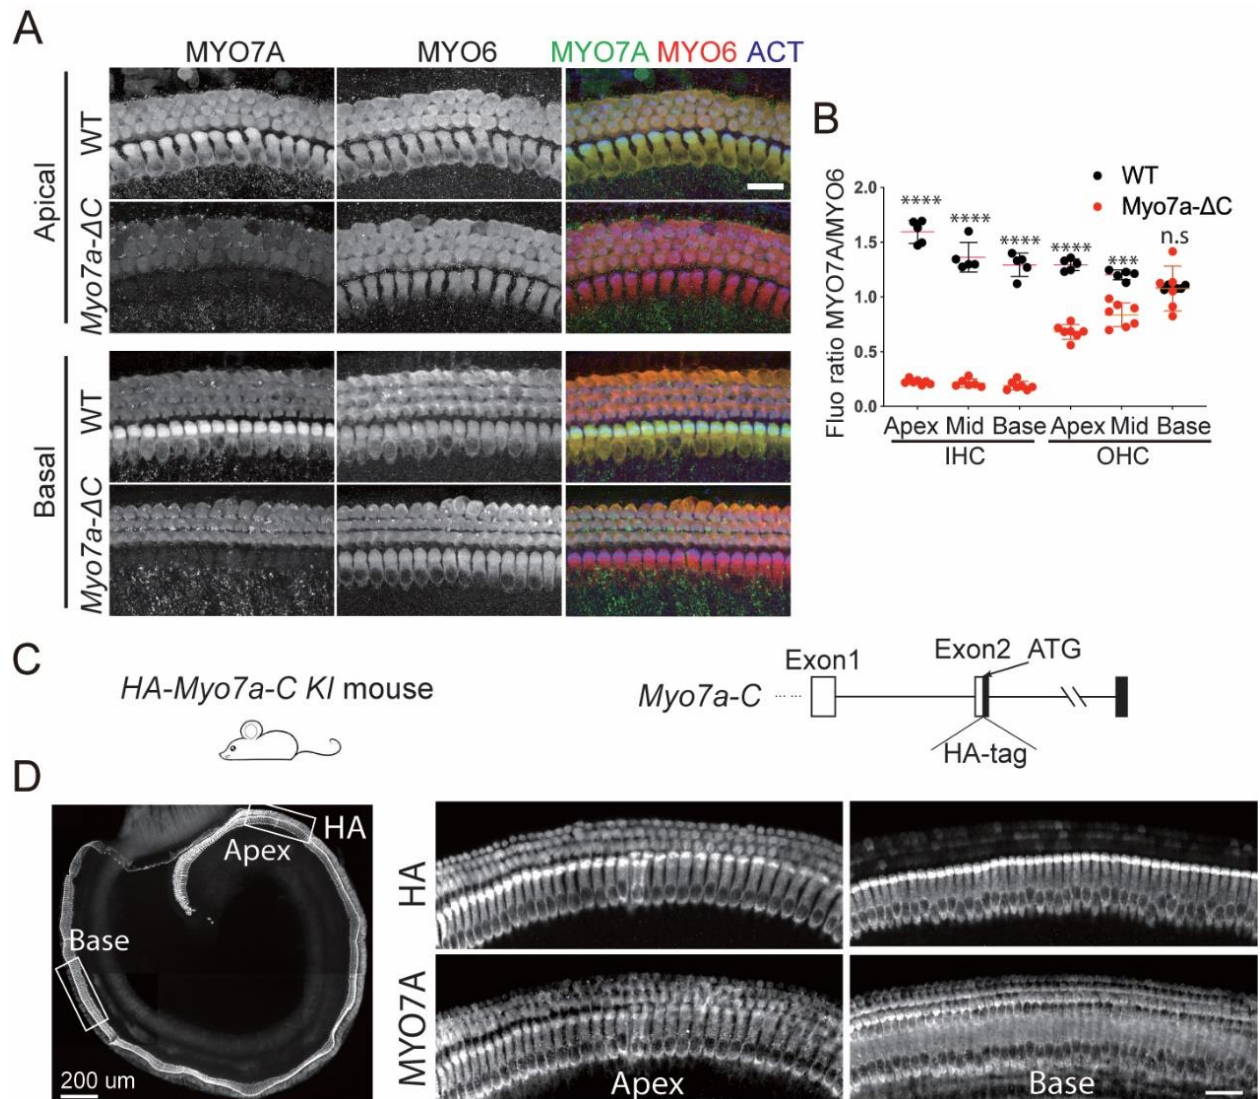 A
MYO7A
MYO6
MYO7A MYO6 ACT
Apical
WT
Myo7a-ΔC
Basal
WT
Myo7a-ΔC
B
WT
Myo7a-ΔC
Fluo ratio MYO7A/MYO6
2.0
1.5
1.0
0.5
0.0
****
****
****
****
***
n.s
Apex Mid Base Apex Mid Base
IHC OHC
C
HA-Myo7a-C KI mouse
Myo7a-C
Exon1
Exon2
ATG
HA-tag
D
HA
Apex
Base
200 um
HA
MYO7A
Apex
Base